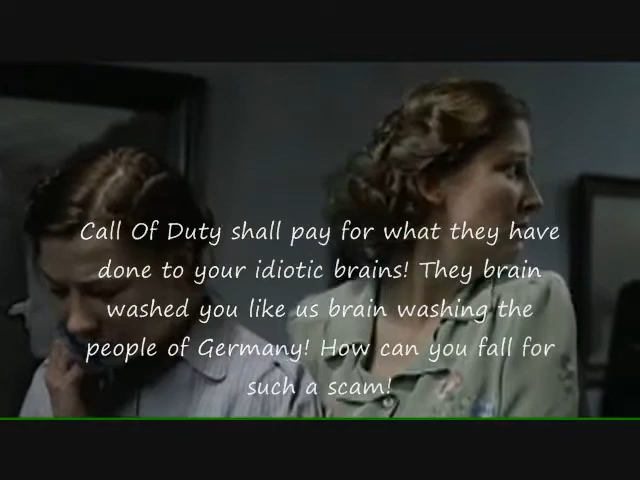 Call Of Duty shall pay for what they have
done to your idiotic brains! They brain
washed you like us brain washing the
people of Germany! How can you fall for
such a scam!